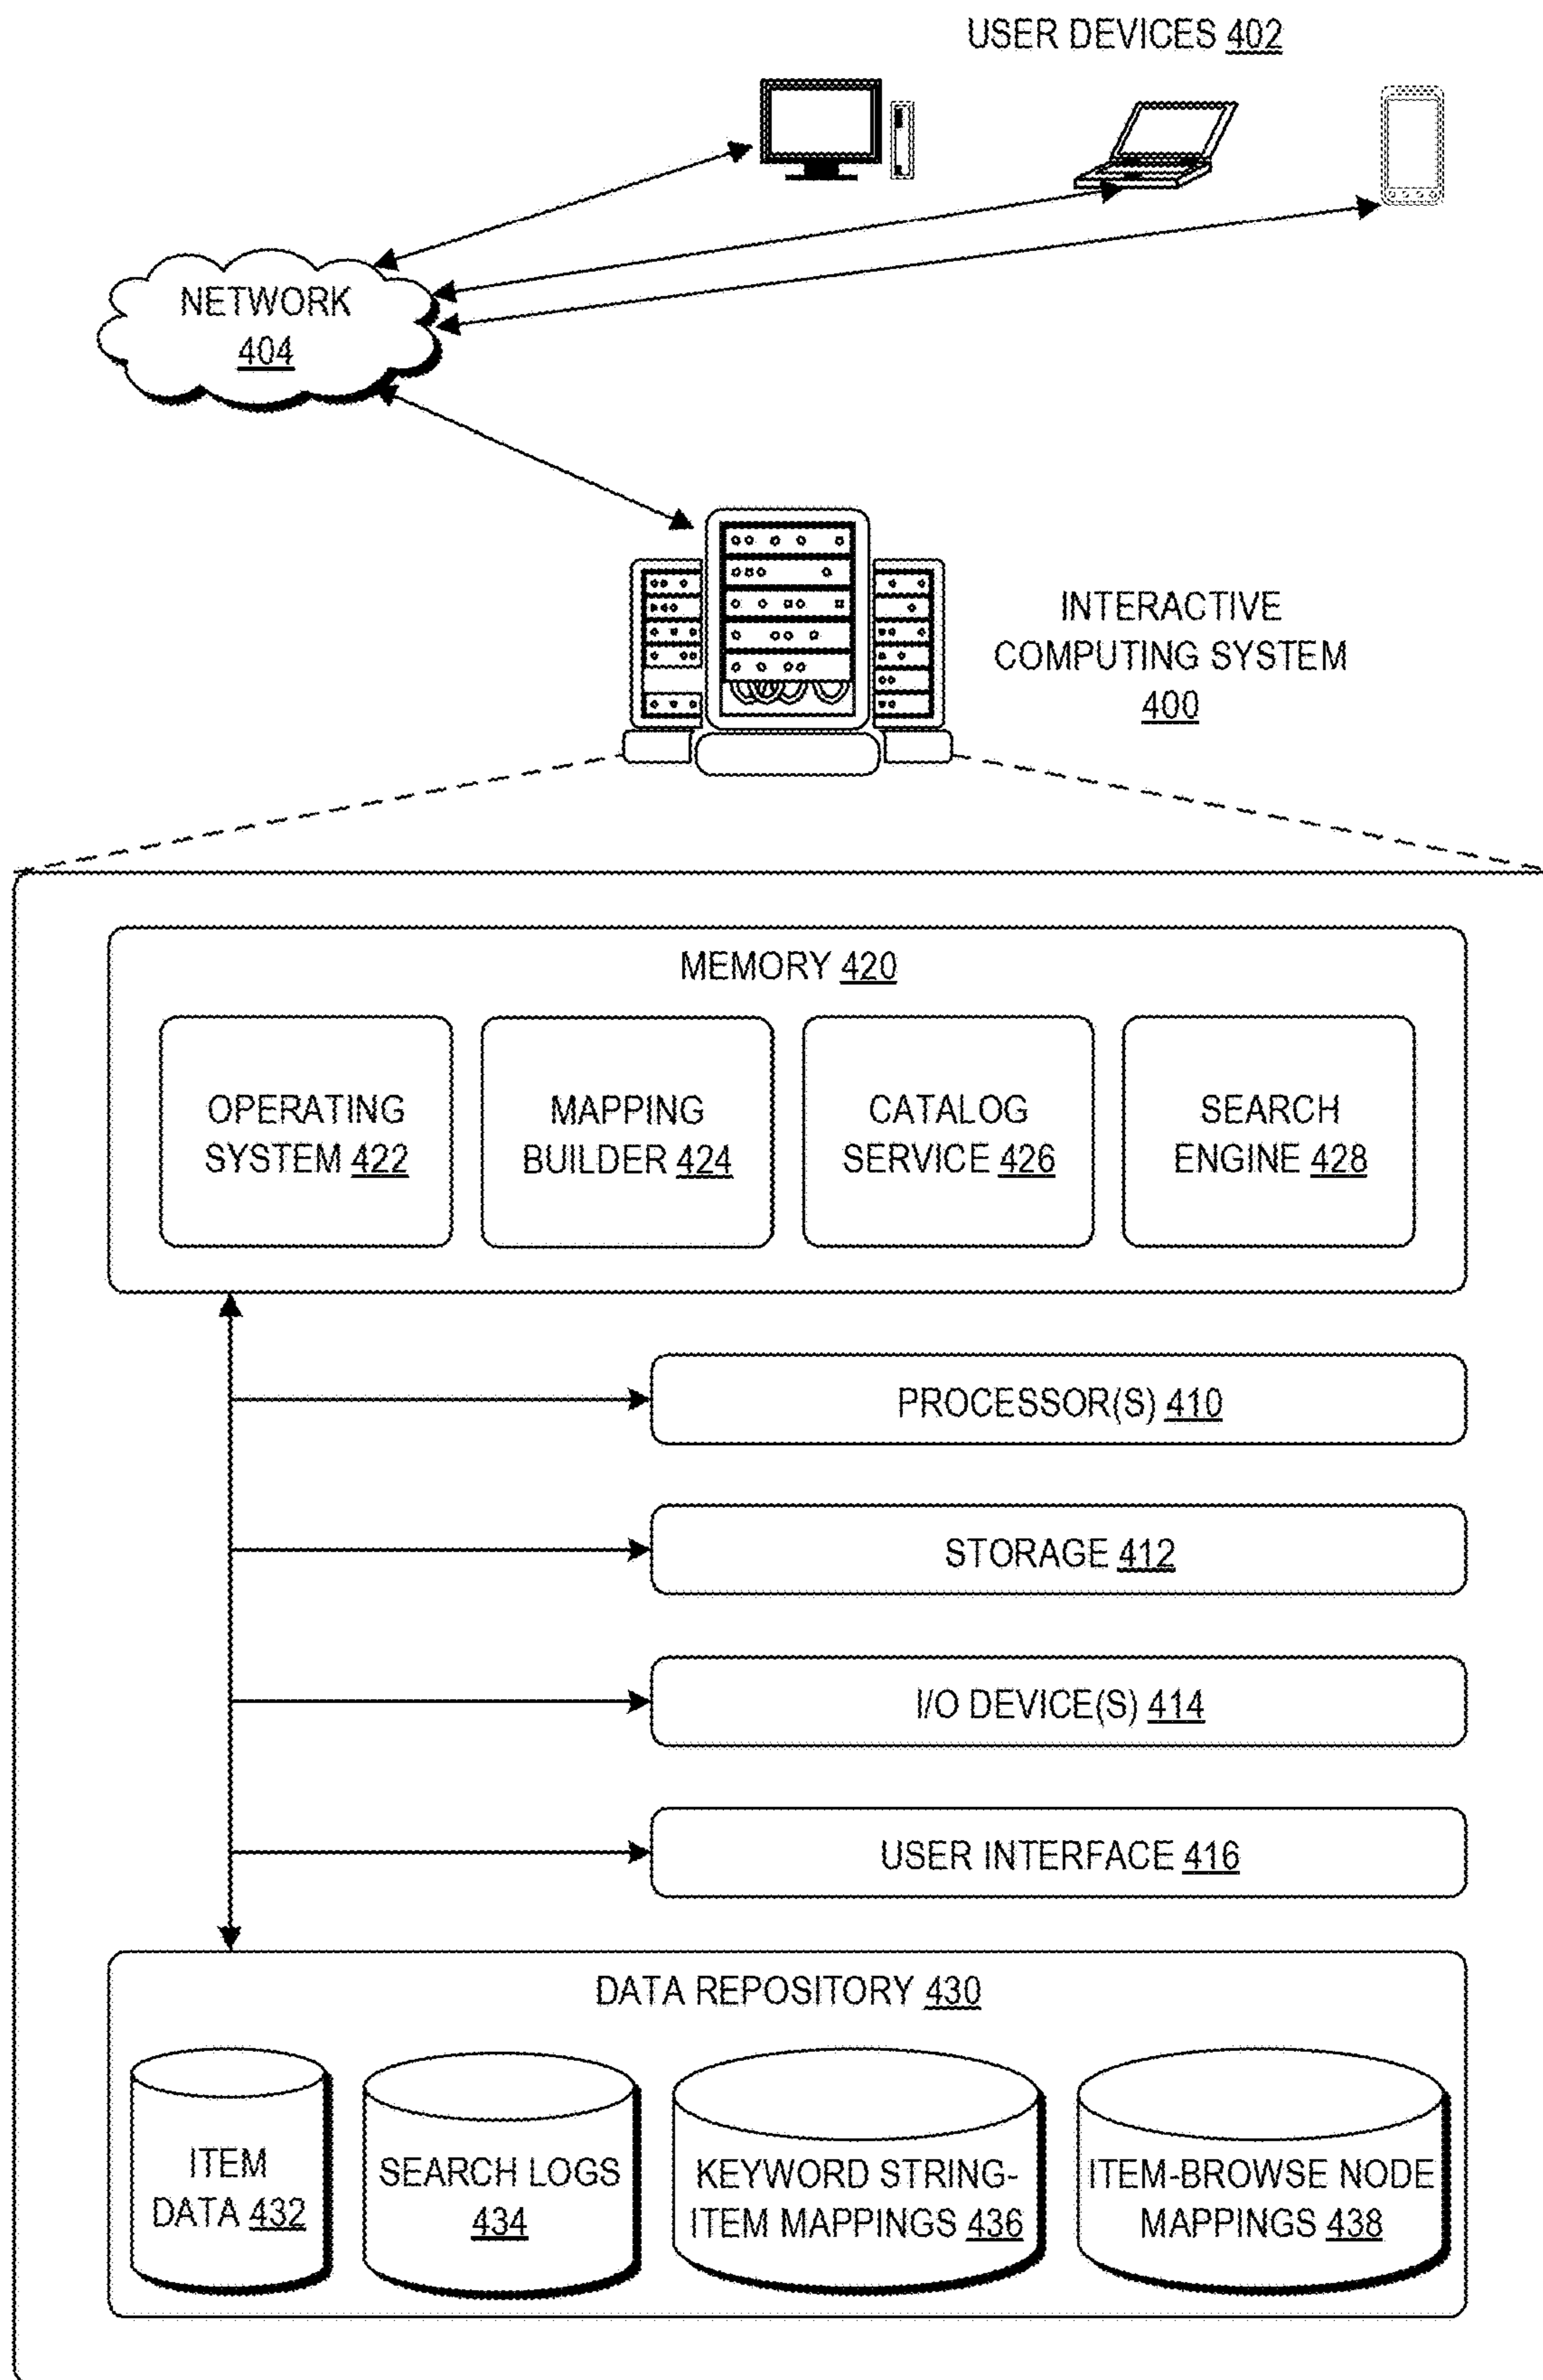 USER DEVICES 402
NETWORK
404
INTERACTIVE
COMPUTING SYSTEM
400
MEMORY 420
OPERATING
SYSTEM 422
MAPPING
BUILDER 424
CATALOG
SERVICE 426
SEARCH
ENGINE 428
PROCESSOR(S) 410
STORAGE 412
I/O DEVICE(S) 414
USER INTERFACE 416
DATA REPOSITORY 430
ITEM
DATA 432
SEARCH LOGS
434
KEYWORD STRING-
ITEM MAPPINGS 436
ITEM-BROWSE NODE
MAPPINGS 438